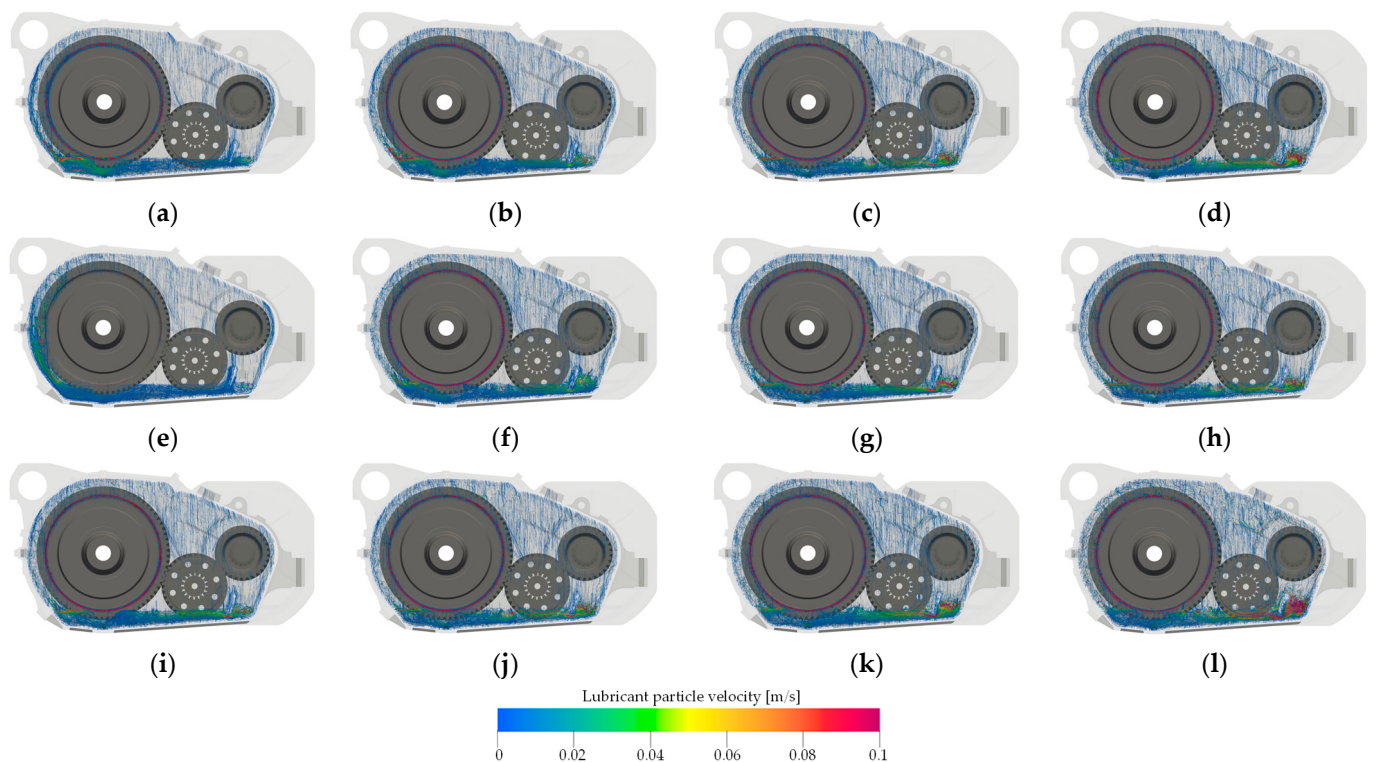 (a) (b) (c) (d)
(e) (f) (g) (h)
(i) (j) (k) (l)
Lubricant particle velocity [m/s]
0 0.02 0.04 0.06 0.08 0.1